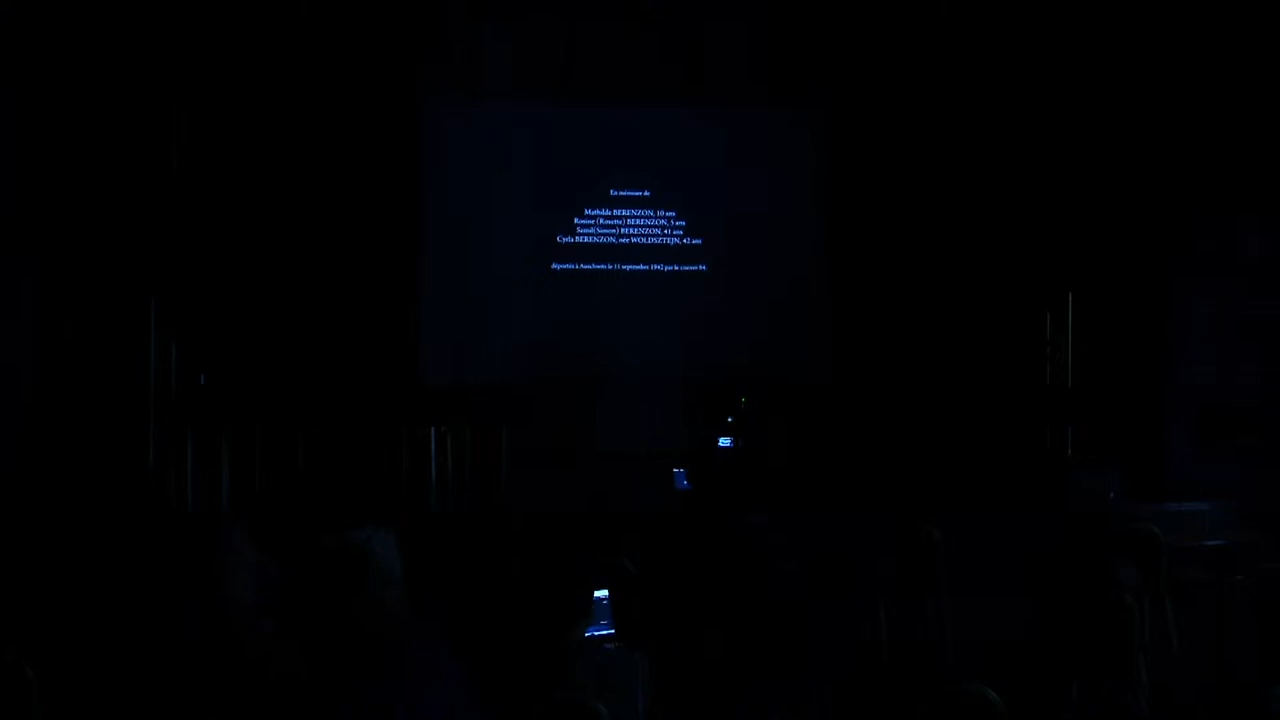 En mémoire de
Mathilde BERENZON, 10 ans
Rosine (Rosette) BERENZON, 5 ans
Szaul(Simon) BERENZON, 41 ans
Cyrla BERENZON, née WOLDSZTEJN, 42 ans
déportés à Auschwitz le 11 septembre 1942 par le convoi